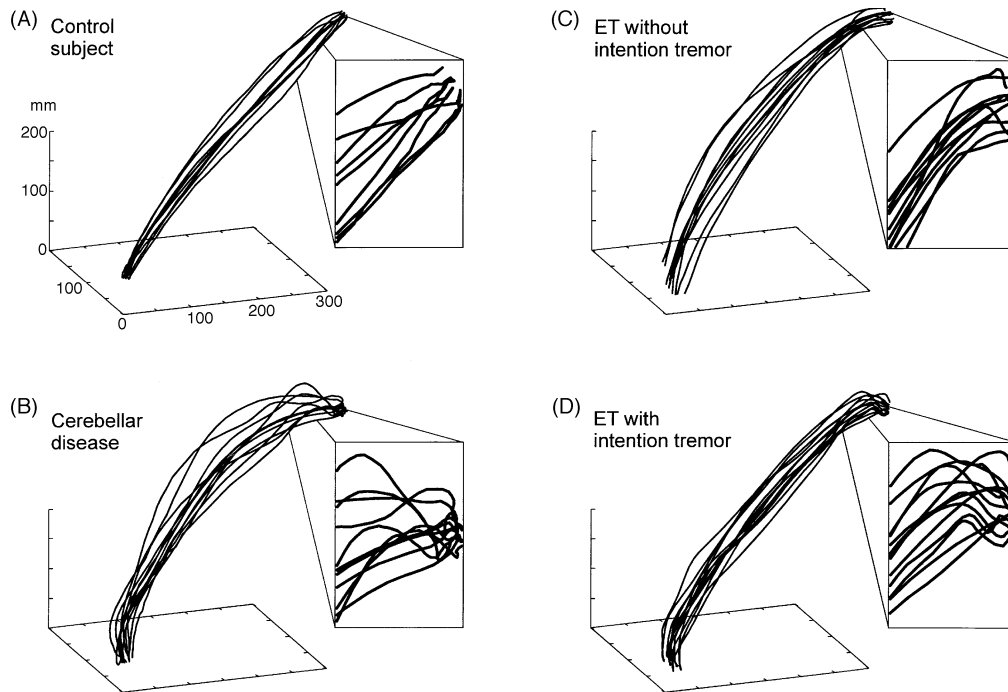 (A) Control
subject
mm
200
100
0
100
0
100
200
300
(C) ET without
intention tremor
(B) Cerebellar
disease
(D) ET with
intention tremor